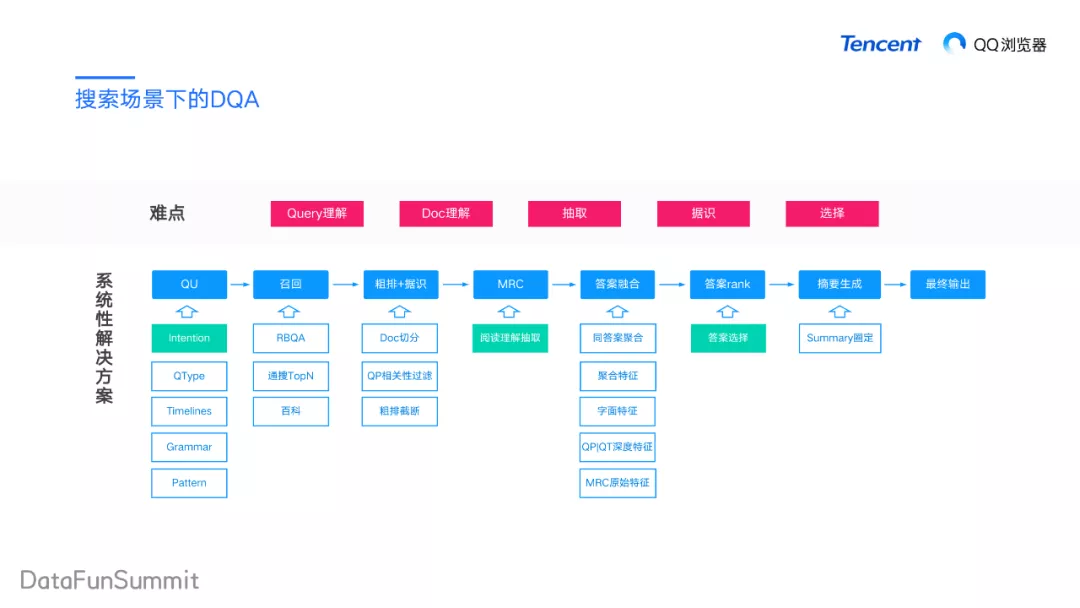 Tencent QQ浏览器
搜索场景下的DQA
难点 Query理解 Doc理解 抽取 据识 选择
系统性解决方案
QU 召回 粗排+据识 MRC 答案融合 答案rank 摘要生成 最终输出
Intention RBQA Doc切分 阅读理解抽取 同答案聚合 答案选择 Summary圈定
QType 通搜TopN QP相关性过滤 聚合特征
Timelines 百科 粗排截断 字面特征
Grammar QP|QT深度特征
Pattern MRC原始特征
DataFunSummit